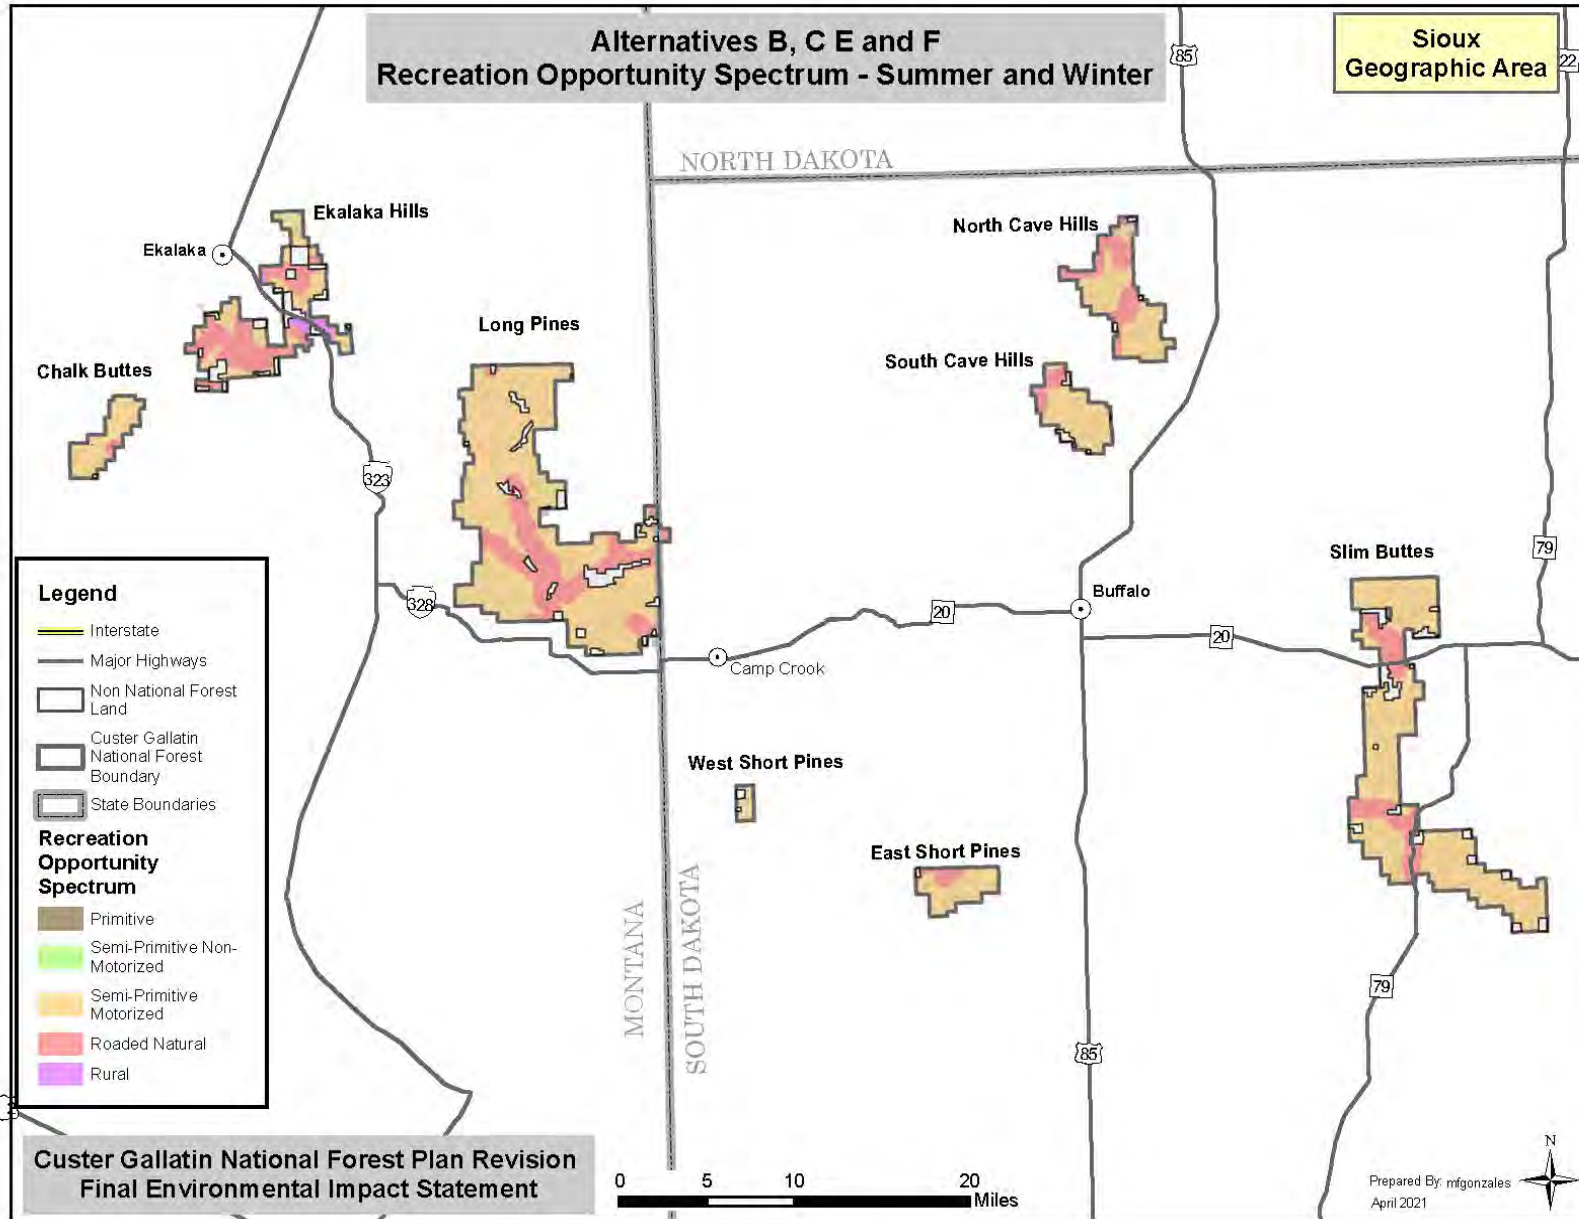 Alternatives B, C E and F
Recreation Opportunity Spectrum - Summer and Winter
Sioux
Geographic Area
85
22
NORTH DAKOTA
Ekalaka Hills
Ekalaka
North Cave Hills
Long Pines
South Cave Hills
Chalk Buttes
323
79
Slim Buttes
328
20
Buffalo
20
Camp Crook
West Short Pines
East Short Pines
MONTANA
SOUTH DAKOTA
79
85
Legend
Interstate
Major Highways
Non National Forest
Land
Custer Gallatin
National Forest
Boundary
State Boundaries
Recreation
Opportunity
Spectrum
Primitive
Semi-Primitive Non-
Motorized
Semi-Primitive
Motorized
Roaded Natural
Rural
Custer Gallatin National Forest Plan Revision
Final Environmental Impact Statement
0 5 10 20
Miles
N
Prepared By: mfgonzales
April 2021